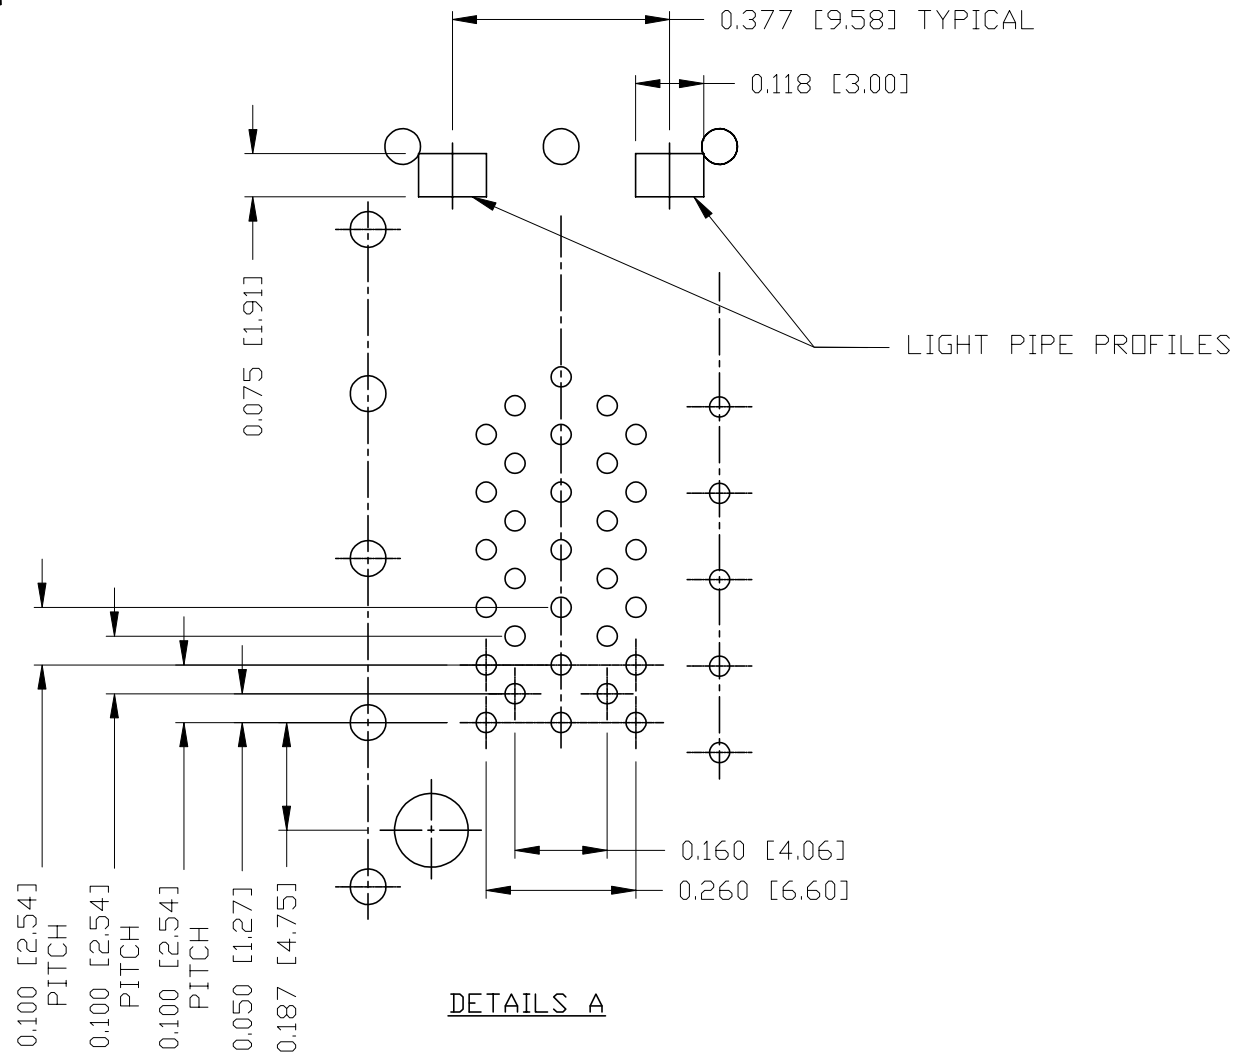 0.377 [9.58] TYPICAL
0.118 [3.00]
0.075 [1.91]
LIGHT PIPE PROFILES
0.160 [4.06]
0.260 [6.60]
0.100 [2.54]
PITCH
0.100 [2.54]
PITCH
0.100 [2.54]
PITCH
0.050 [1.27]
0.187 [4.75]
DETAILS A